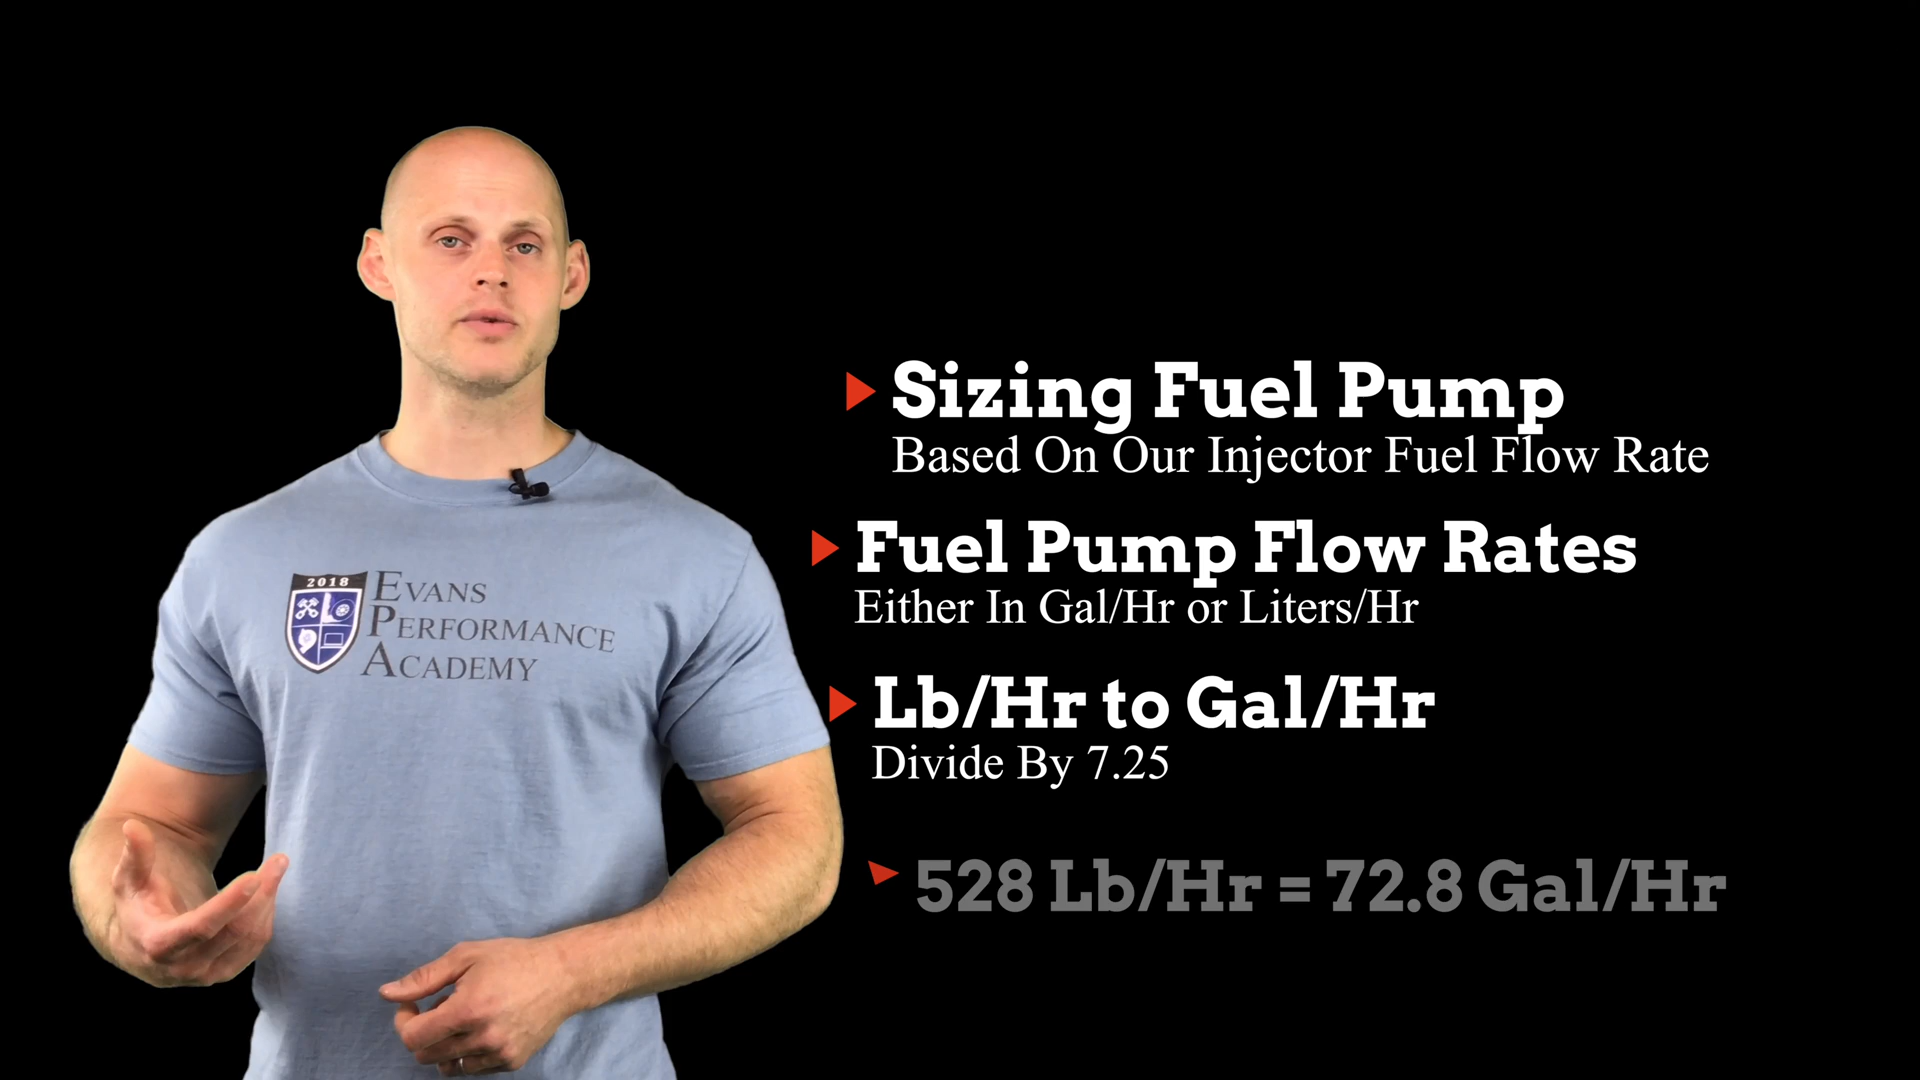 2018
EVANS
PERFORMANCE
ACADEMY
Sizing Fuel Pump
Based On Our Injector Fuel Flow Rate
Fuel Pump Flow Rates
Either In Gal/Hr or Liters/Hr
Lb/Hr to Gal/Hr
Divide By 7.25
528 Lb/Hr = 72.8 Gal/Hr